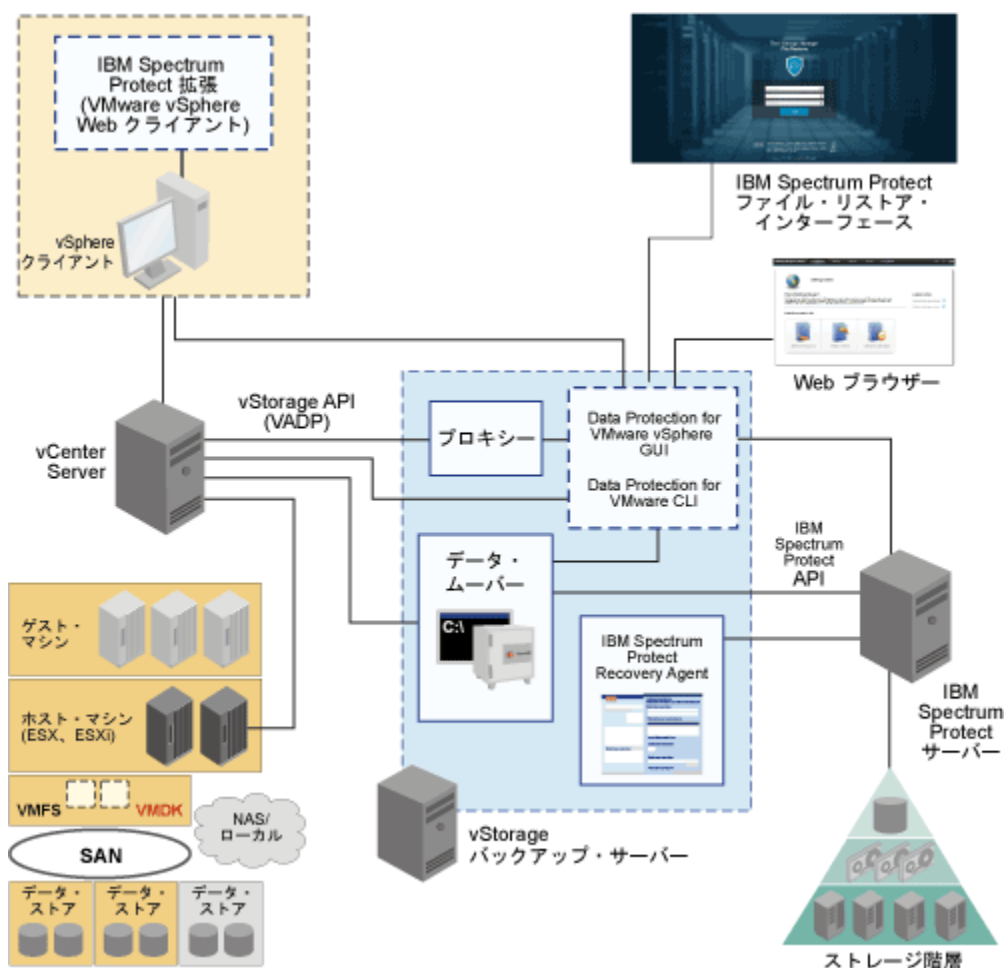 IBM Spectrum
Protect 拡張
(VMware vSphere
Web クライアント)
vSphere
クライアント
IBM Spectrum Protect
ファイル・リストア・
インターフェース
Web ブラウザー
vStorage API
(VADP)
vCenter
Server
プロキシー
Data Protection for
VMware vSphere
GUI
Data Protection for
VMware CLI
データ・
ムーバー
C:\
IBM
Spectrum
Protect
API
IBM Spectrum
Protect
Recovery Agent
IBM
Spectrum
Protect
サーバー
ゲスト・
マシン
ホスト・マシン
(ESX、ESXi)
VMFS
VMDK
NAS/
ローカル
SAN
データ・
ストア
データ・
ストア
データ・
ストア
vStorage
バックアップ・サーバー
ストレージ階層